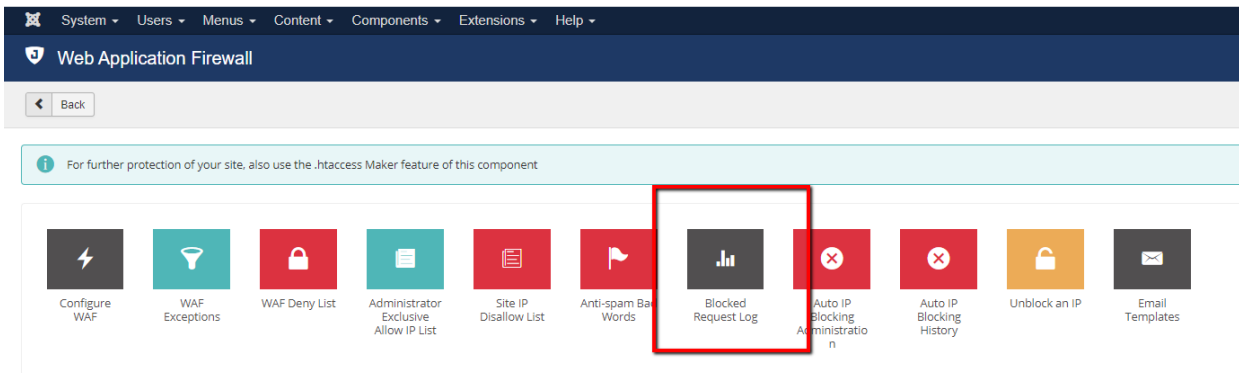 System Users Menus Content Components Extensions Help
Web Application Firewall
Back
For further protection of your site, also use the .htaccess Maker feature of this component
Configure
WAF
WAF
Exceptions
WAF Deny List
Administrator
Exclusive
Allow IP List
Site IP
Disallow List
Anti-spam Bad
Words
Blocked
Request Log
Auto IP
Blocking
Administratio
n
Auto IP
Blocking
History
Unblock an IP
Email
Templates